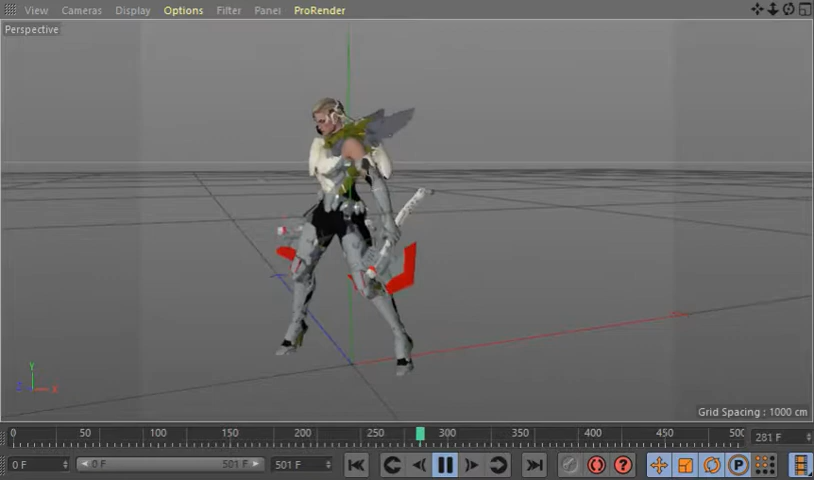 View Cameras Display Options Filter Panel ProRender
Perspective
Y
Z X
Grid Spacing : 1000 cm
0 50 100 150 200 250 300 350 400 450 500 281 F
0 F 0 F 501 F 501 F P